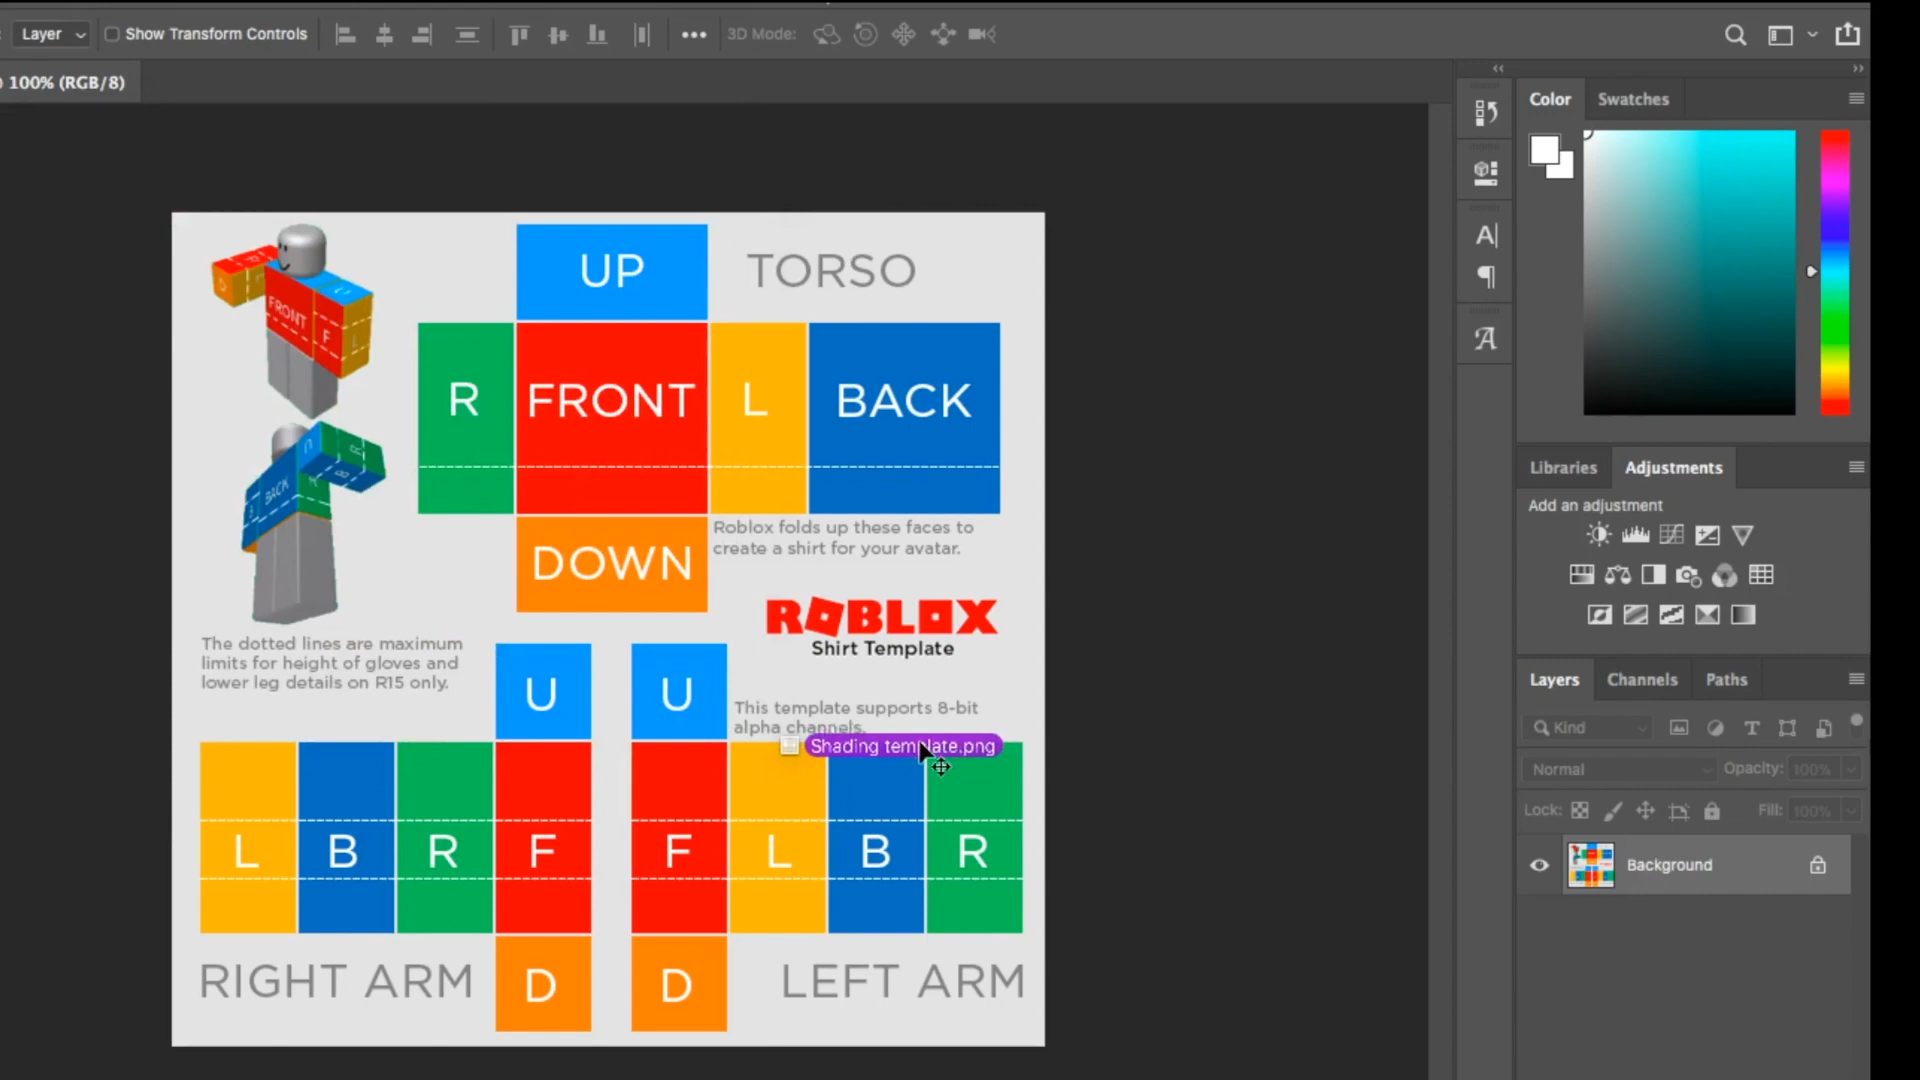 Layer
Show Transform Controls
3D Mode:
100% (RGB/8)
Color
Swatches
UP
TORSO
R
FRONT
L
BACK
FRONT
F
L
BACK
Roblox folds up these faces to
create a shirt for your avatar.
DOWN
ROBLOX
Shirt Template
The dotted lines are maximum
limits for height of gloves and
lower leg details on R15 only.
U
U
This template supports 8-bit
alpha channels.
Shading template.png
L
B
R
F
F
L
B
R
RIGHT ARM
D
D
LEFT ARM
Libraries
Adjustments
Add an adjustment
Layers
Channels
Paths
Kind
Normal
Opacity: 100%
Lock:
Fill: 100%
Background